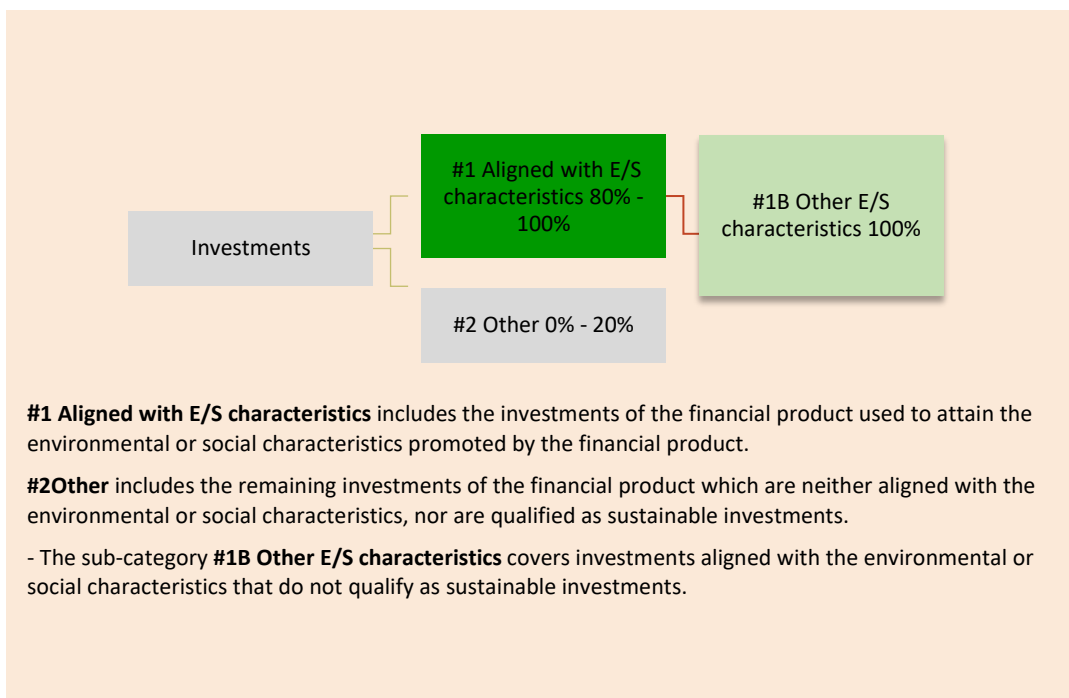 #1 Aligned with E/S
characteristics 80% -
100%
#1B Other E/S
characteristics 100%
Investments
#2 Other 0% - 20%
#1 Aligned with E/S characteristics includes the investments of the financial product used to attain the
environmental or social characteristics promoted by the financial product.
#2Other includes the remaining investments of the financial product which are neither aligned with the
environmental or social characteristics, nor are qualified as sustainable investments.
- The sub-category #1B Other E/S characteristics covers investments aligned with the environmental or
social characteristics that do not qualify as sustainable investments.